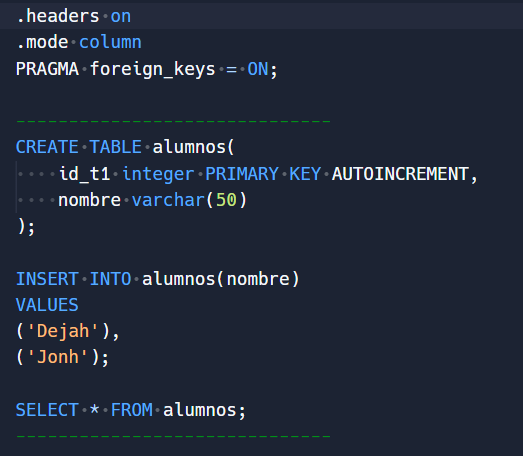 .headers on
.mode column
PRAGMA foreign_keys = ON;
------------------------------
CREATE TABLE alumnos(
    id_t1 integer PRIMARY KEY AUTOINCREMENT,
    nombre varchar(50)
);
INSERT INTO alumnos(nombre)
VALUES
('Dejah'),
('Jonh');
SELECT * FROM alumnos;
------------------------------